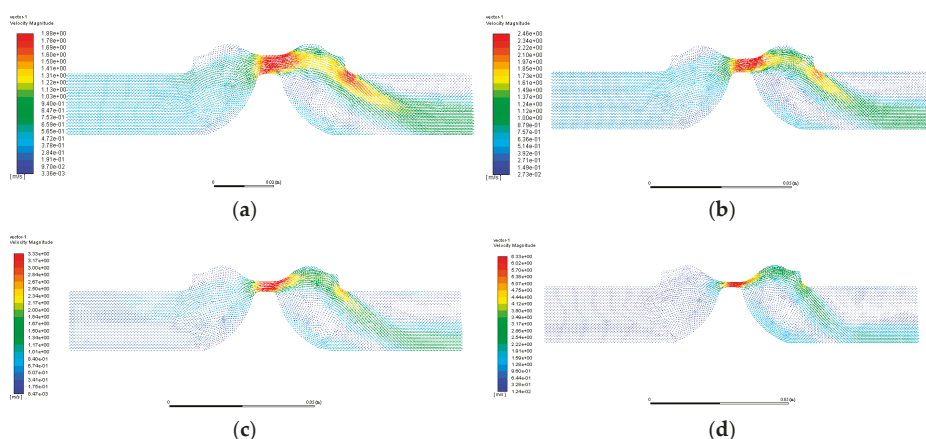 vector-1
Velocity Magnitude
1.88e+00
1.78e+00
1.69e+00
1.60e+00
1.50e+00
1.41e+00
1.31e+00
1.22e+00
1.13e+00
1.03e+00
9.40e-01
8.47e-01
7.53e-01
6.59e-01
5.65e-01
4.72e-01
3.78e-01
2.84e-01
1.91e-01
9.70e-02
3.36e-03
[m/s]
0 0.03 (m)
(a)
vector-1
Velocity Magnitude
2.46e+00
2.34e+00
2.22e+00
2.10e+00
1.97e+00
1.85e+00
1.73e+00
1.61e+00
1.49e+00
1.37e+00
1.24e+00
1.12e+00
1.00e+00
8.79e-01
7.57e-01
6.36e-01
5.14e-01
3.92e-01
2.71e-01
1.49e-01
2.73e-02
[m/s]
0 0.03 (m)
(b)
vector-1
Velocity Magnitude
3.33e+00
3.17e+00
3.00e+00
2.84e+00
2.67e+00
2.50e+00
2.34e+00
2.17e+00
2.00e+00
1.84e+00
1.67e+00
1.50e+00
1.34e+00
1.17e+00
1.01e+00
8.40e-01
6.74e-01
5.07e-01
3.41e-01
1.75e-01
8.47e-03
[m/s]
0 0.03 (m)
(c)
vector-1
Velocity Magnitude
6.33e+00
6.02e+00
5.70e+00
5.38e+00
5.07e+00
4.75e+00
4.44e+00
4.12e+00
3.80e+00
3.49e+00
3.17e+00
2.86e+00
2.54e+00
2.22e+00
1.91e+00
1.59e+00
1.28e+00
9.60e-01
6.44e-01
3.28e-01
1.24e-02
[m/s]
0 0.03 (m)
(d)